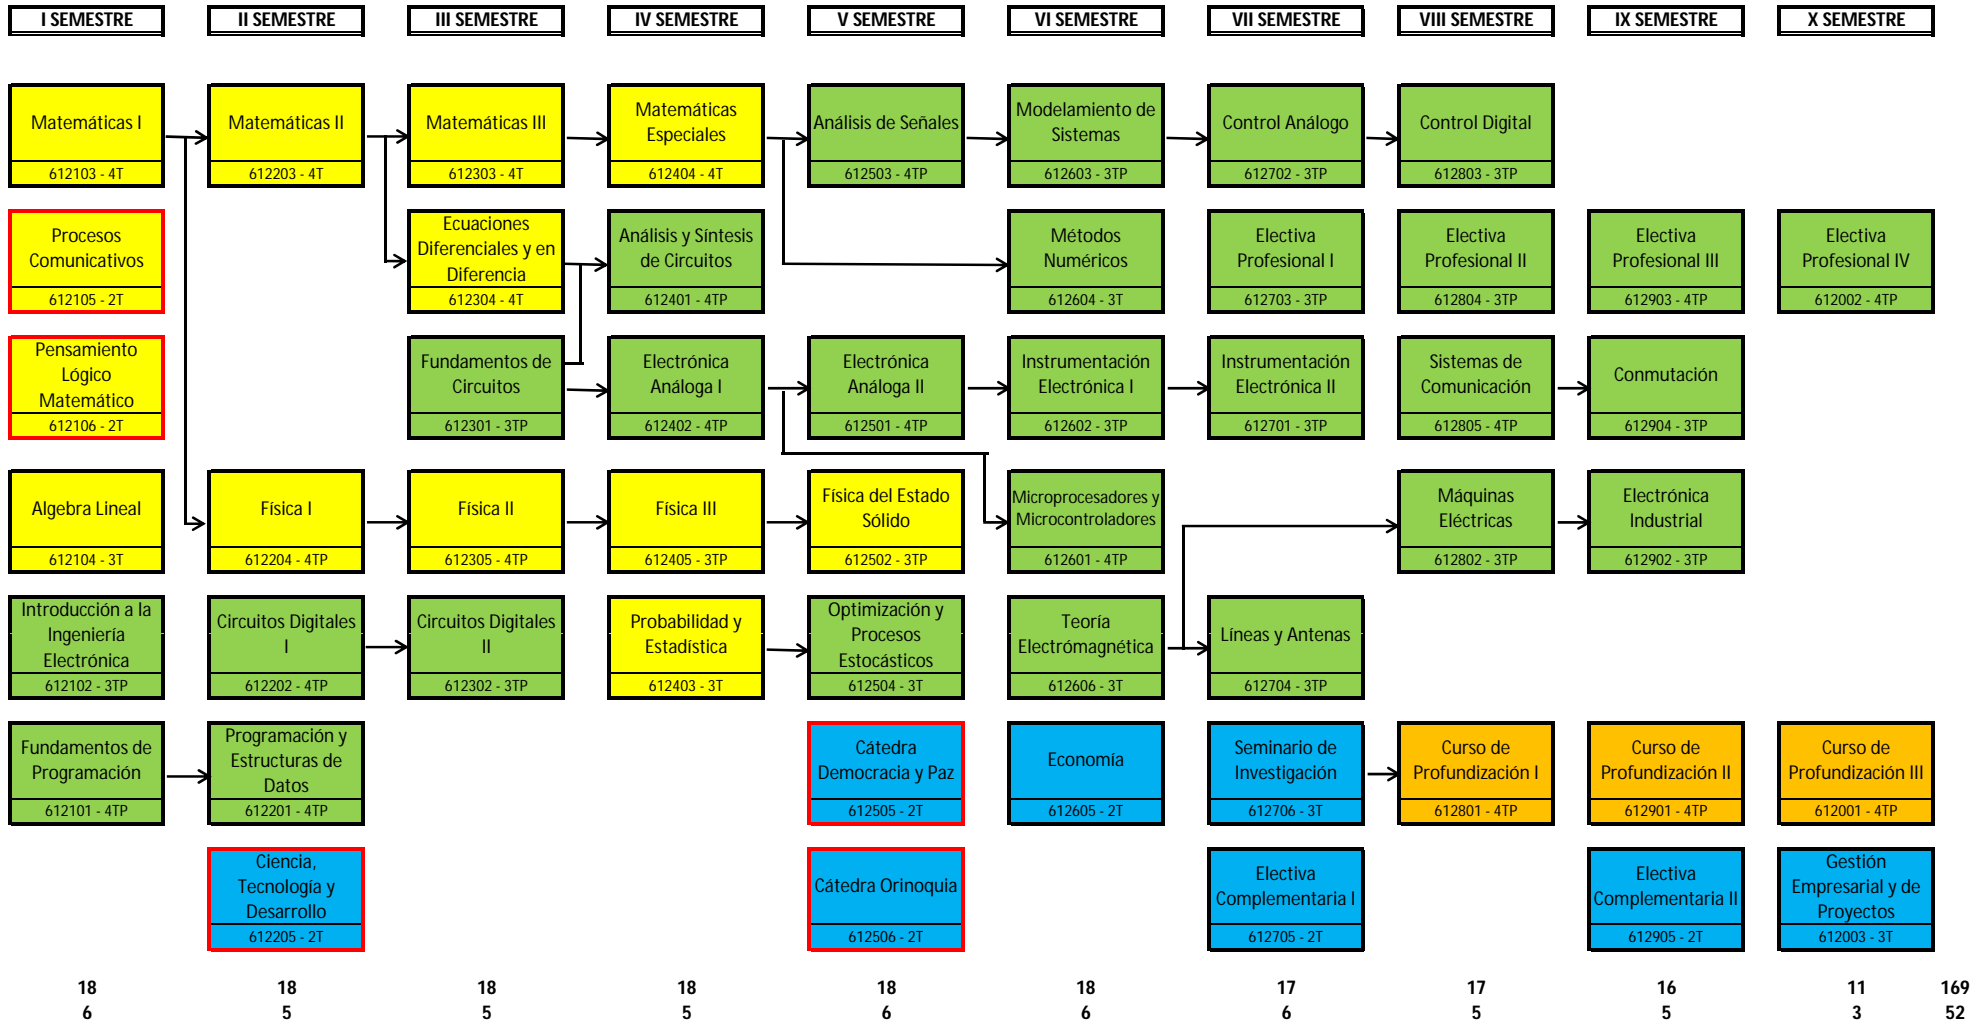 I SEMESTRE
II SEMESTRE
III SEMESTRE
IV SEMESTRE
V SEMESTRE
VI SEMESTRE
VII SEMESTRE
VIII SEMESTRE
IX SEMESTRE
X SEMESTRE
Matemáticas I
612103 - 4T
Matemáticas II
612203 - 4T
Matemáticas III
612303 - 4T
Matemáticas
Especiales
612404 - 4T
Análisis de Señales
612503 - 4TP
Modelamiento de
Sistemas
612603 - 3TP
Control Análogo
612702 - 3TP
Control Digital
612803 - 3TP
Procesos
Comunicativos
612105 - 2T
Ecuaciones
Diferenciales y en
Diferencia
612304 - 4T
Análisis y Síntesis
de Circuitos
612401 - 4TP
Métodos
Numéricos
612604 - 3T
Electiva
Profesional I
612703 - 3TP
Electiva
Profesional II
612804 - 3TP
Electiva
Profesional III
612903 - 4TP
Electiva
Profesional IV
612002 - 4TP
Pensamiento
Lógico
Matemático
612106 - 2T
Fundamentos de
Circuitos
612301 - 3TP
Electrónica
Análoga I
612402 - 4TP
Electrónica
Análoga II
612501 - 4TP
Instrumentación
Electrónica I
612602 - 3TP
Instrumentación
Electrónica II
612701 - 3TP
Sistemas de
Comunicación
612805 - 4TP
Conmutación
612904 - 3TP
Algebra Lineal
612104 - 3T
Física I
612204 - 4TP
Física II
612305 - 4TP
Física III
612405 - 3TP
Física del Estado
Sólido
612502 - 3TP
Microprocesadores y
Microcontroladores
612601 - 4TP
Máquinas
Eléctricas
612802 - 3TP
Electrónica
Industrial
612902 - 3TP
Introducción a la
Ingeniería
Electrónica
612102 - 3TP
Circuitos Digitales
I
612202 - 4TP
Circuitos Digitales
II
612302 - 3TP
Probabilidad y
Estadística
612403 - 3T
Optimización y
Procesos
Estocásticos
612504 - 3T
Teoría
Electrómagnética
612606 - 3T
Líneas y Antenas
612704 - 3TP
Fundamentos de
Programación
612101 - 4TP
Programación y
Estructuras de
Datos
612201 - 4TP
Cátedra
Democracia y Paz
612505 - 2T
Economía
612605 - 2T
Seminario de
Investigación
612706 - 3T
Curso de
Profundización I
612801 - 4TP
Curso de
Profundización II
612901 - 4TP
Curso de
Profundización III
612001 - 4TP
Ciencia,
Tecnología y
Desarrollo
612205 - 2T
Cátedra Orinoquia
612506 - 2T
Electiva
Complementaria I
612705 - 2T
Electiva
Complementaria II
612905 - 2T
Gestión
Empresarial y de
Proyectos
612003 - 3T
18 18 18 18 18 18 17 17 16 11 169
6 5 5 5 6 6 6 5 5 3 52